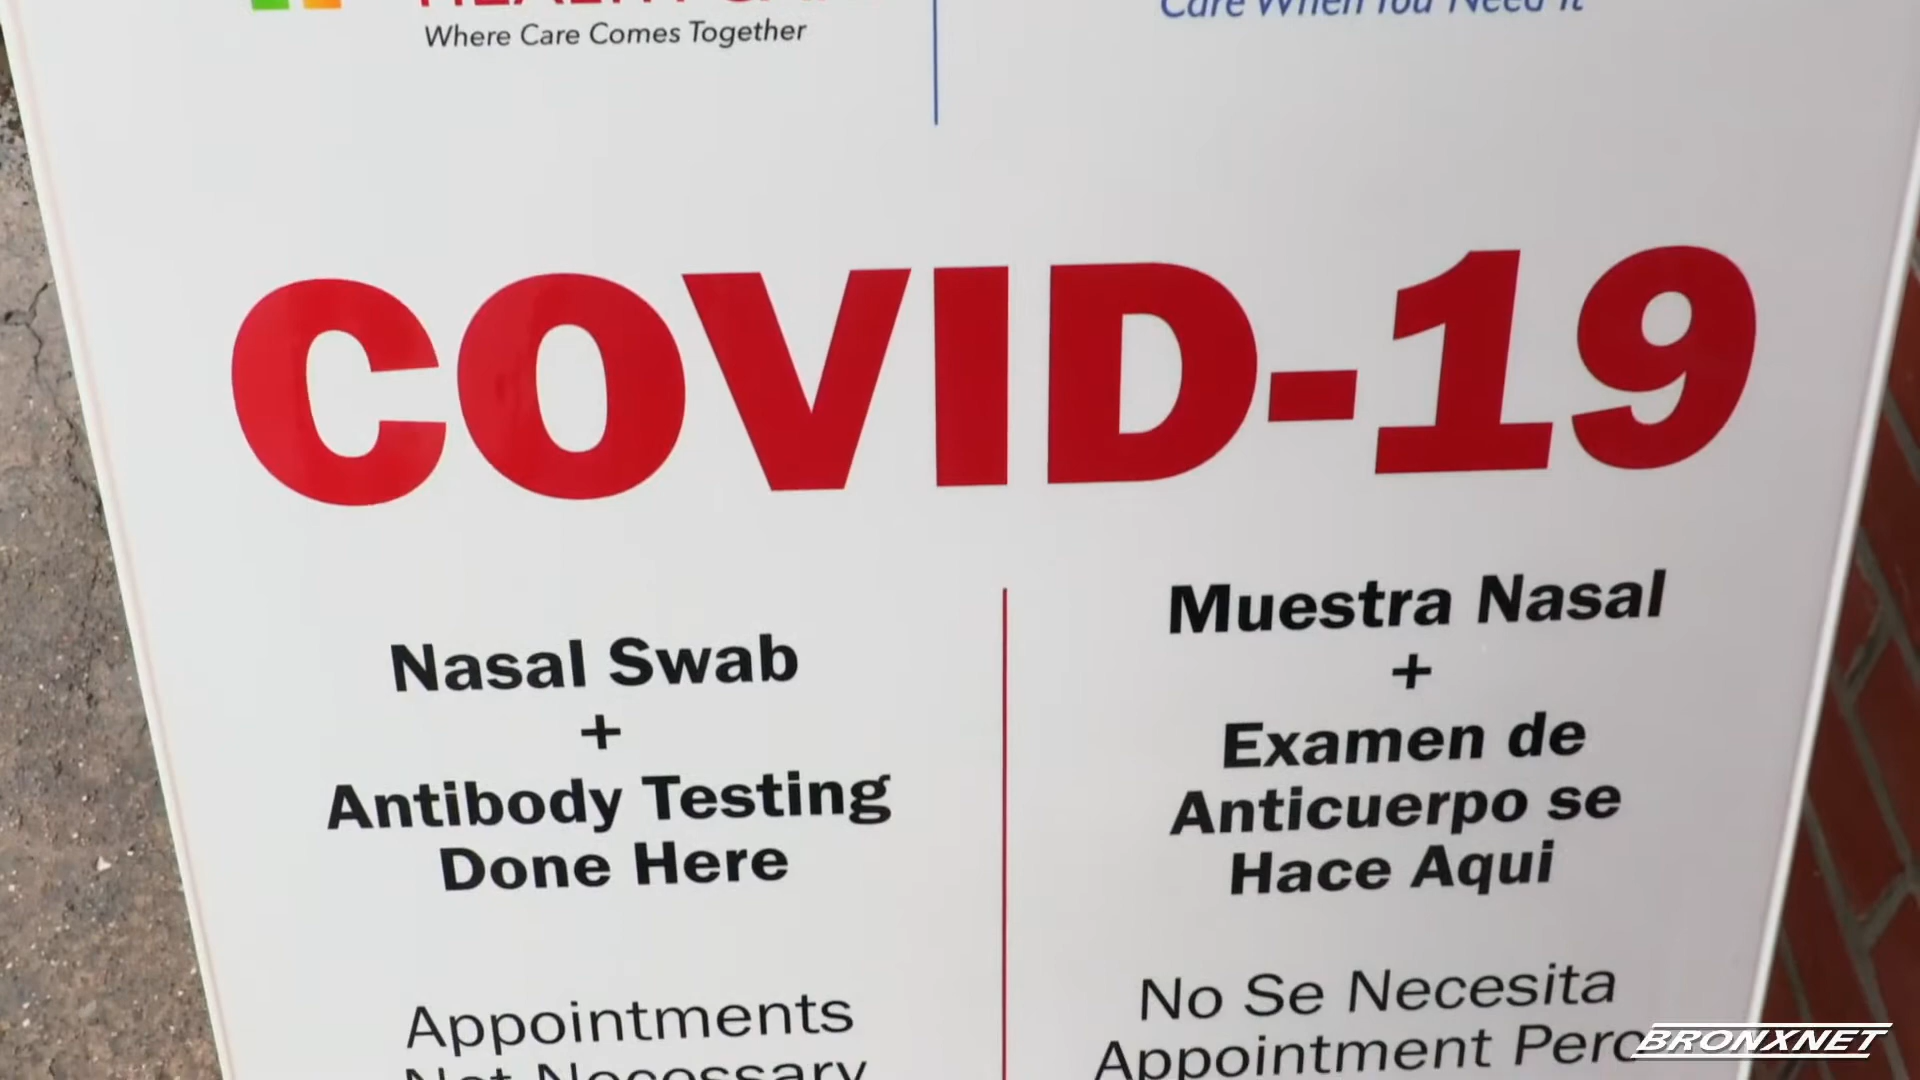 Where Care Comes Together
Care When You Need It
COVID-19
Nasal Swab
+
Antibody Testing
Done Here
Appointments
Not Necessary
Muestra Nasal
+
Examen de
Anticuerpo se
Hace Aqui
No Se Necesita
Appointment Pero
BRONXNET